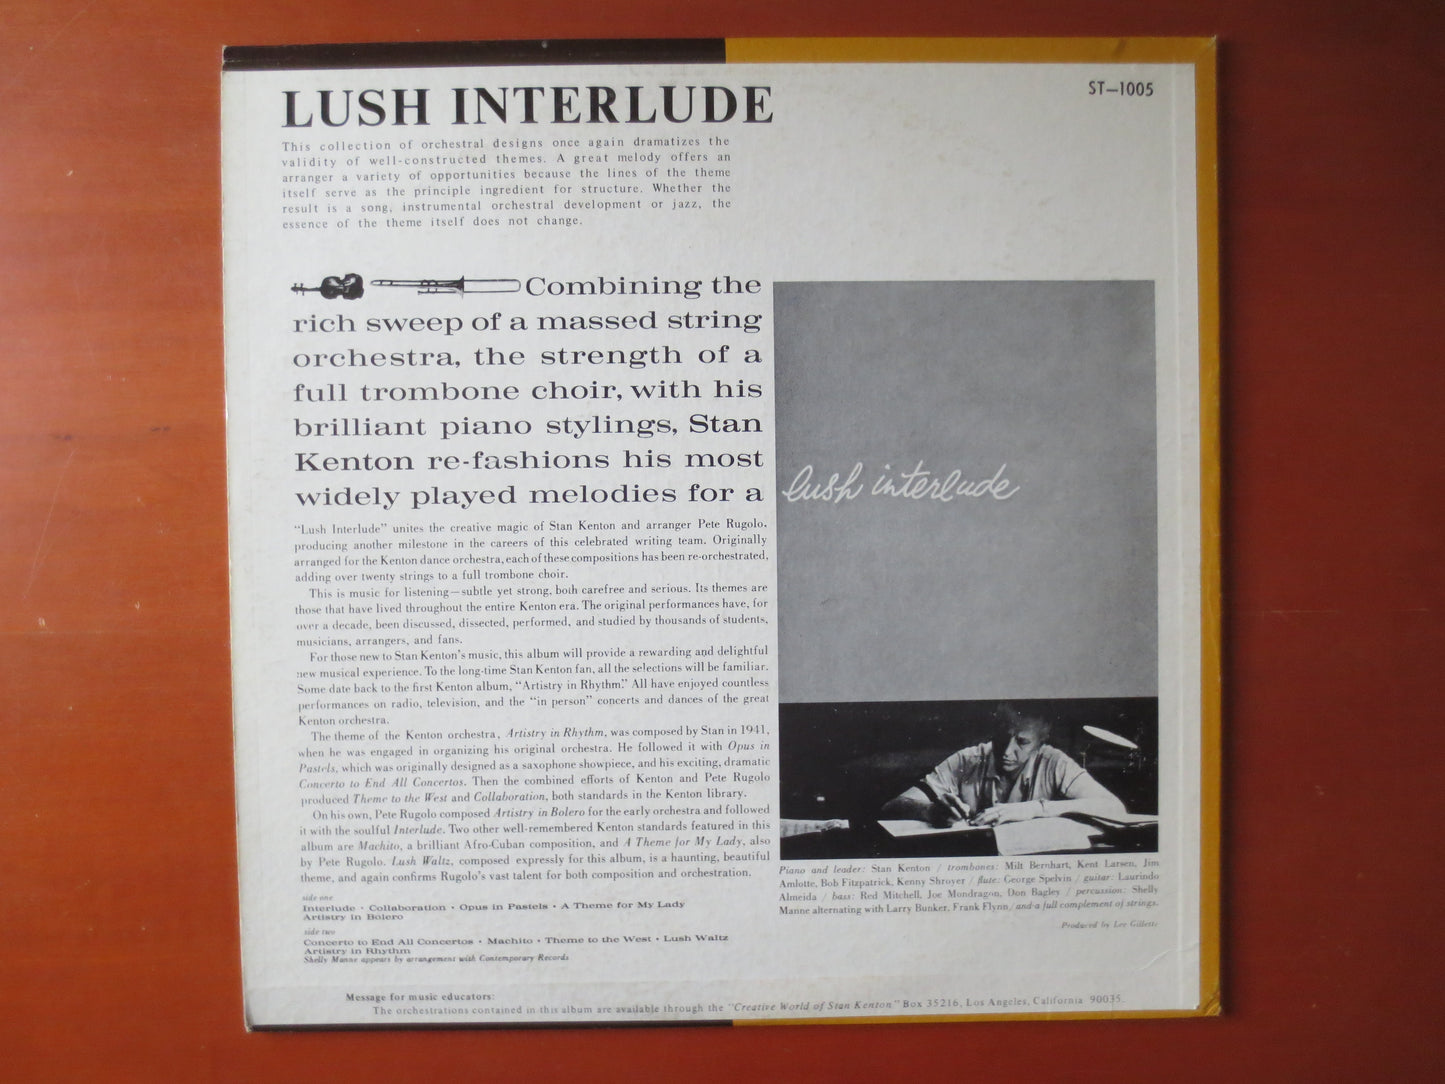 LUSH INTERLUDE
ST—1005
This collection of orchestral designs once again dramatizes the
validity of well-constructed themes. A great melody offers an
arranger a variety of opportunities because the lines of the theme
itself serve as the principle ingredient for structure. Whether the
result is a song, instrumental orchestral development or jazz, the
essence of the theme itself does not change.
Combining the
rich sweep of a massed string
orchestra, the strength of a
full trombone choir, with his
brilliant piano stylings, Stan
Kenton re-fashions his most
widely played melodies for a
lush interlude
“Lush Interlude” unites the creative magic of Stan Kenton and arranger Pete Rugolo,
producing another milestone in the careers of this celebrated writing team. Originally
arranged for the Kenton dance orchestra, each of these compositions has been re-orchestrated,
adding over twenty strings to a full trombone choir.
This is music for listening—subtle yet strong, both carefree and serious. Its themes are
those that have lived throughout the entire Kenton era. The original performances have, for
over a decade, been discussed, dissected, performed, and studied by thousands of students,
musicians, arrangers, and fans.
For those new to Stan Kenton's music, this album will provide a rewarding and delightful
new musical experience. To the long-time Stan Kenton fan, all the selections will be familiar.
Some date back to the first Kenton album, “Artistry in Rhythm.” All have enjoyed countless
performances on radio, television, and the “in person” concerts and dances of the great
Kenton orchestra.
The theme of the Kenton orchestra, Artistry in Rhythm, was composed by Stan in 1941,
when he was engaged in organizing his original orchestra. He followed it with Opus in
Pastels, which was originally designed as a saxophone showpiece, and his exciting, dramatic
Concerto to End All Concertos. Then the combined efforts of Kenton and Pete Rugolo
produced Theme to the West and Collaboration, both standards in the Kenton library.
On his own, Pete Rugolo composed Artistry in Bolero for the early orchestra and followed
it with the soulful Interlude. Two other well-remembered Kenton standards featured in this
album are Machito, a brilliant Afro-Cuban composition, and A Theme for My Lady, also
by Pete Rugolo. Lush Waltz, composed expressly for this album, is a haunting, beautiful
theme, and again confirms Rugolo's vast talent for both composition and orchestration.
side one
Interlude • Collaboration • Opus in Pastels • A Theme for My Lady
Artistry in Bolero
side two
Concerto to End All Concertos • Machito • Theme to the West • Lush Waltz
Artistry in Rhythm
Shelly Manne appears by arrangement with Contemporary Records
Piano and leader: Stan Kenton / trombones: Milt Bernhart, Kent Larsen, Jim
Amlotte, Bob Fitzpatrick, Kenny Shroyer / flute: George Spelvin / guitar: Laurindo
Almeida / bass: Red Mitchell, Joe Mondragon, Don Bagley / percussion: Shelly
Manne alternating with Larry Bunker, Frank Flynn/ and a full complement of strings.
Produced by Lee Gillette
Message for music educators:
The orchestrations contained in this album are available through the “Creative World of Stan Kenton” Box 35216, Los Angeles, California 90035.